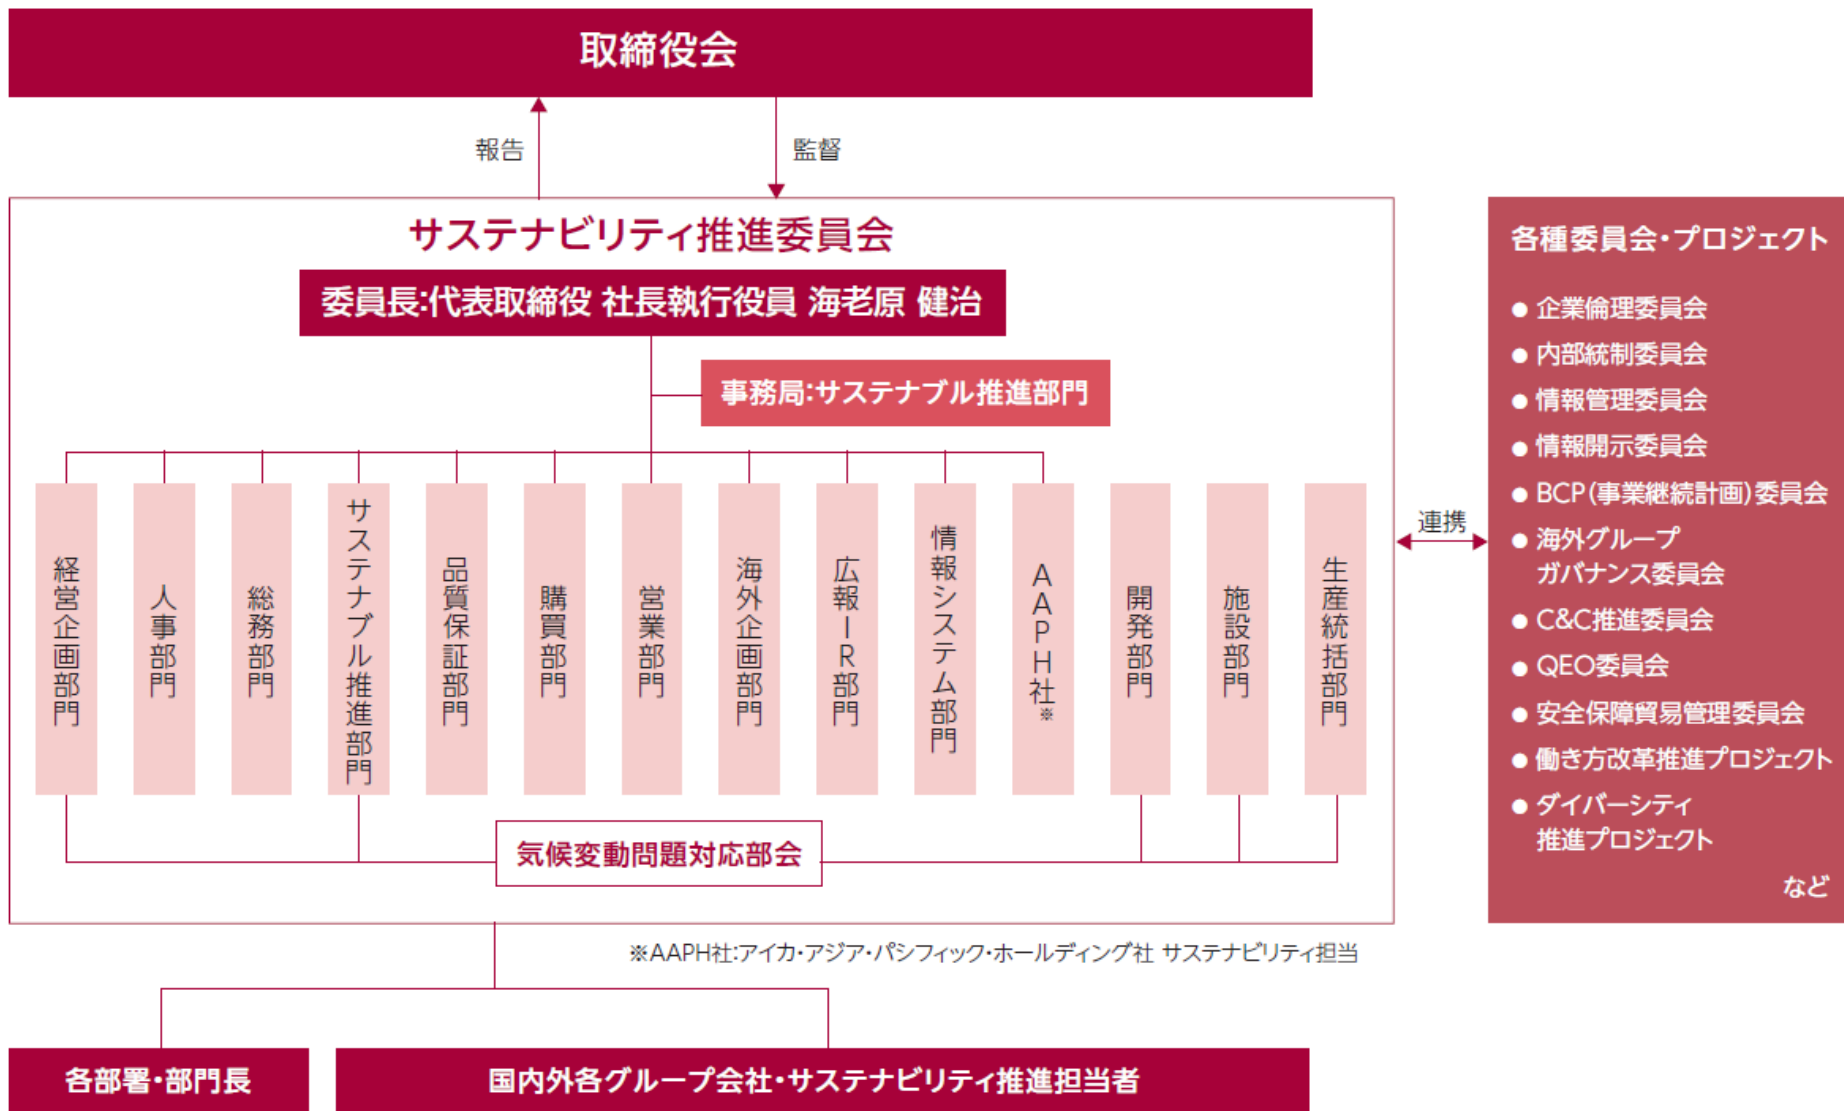 取締役会
報告
監督
サステナビリティ推進委員会
委員長:代表取締役 社長執行役員 海老原 健治
事務局:サステナブル推進部門
経営企画部門
人事部門
総務部門
サステナブル推進部門
品質保証部門
購買部門
営業部門
海外企画部門
広報IR部門
情報システム部門
AAPH社※
開発部門
施設部門
生産統括部門
気候変動問題対応部会
連携
各種委員会・プロジェクト
● 企業倫理委員会
● 内部統制委員会
● 情報管理委員会
● 情報開示委員会
● BCP(事業継続計画)委員会
● 海外グループ
ガバナンス委員会
● C&C推進委員会
● QEO委員会
● 安全保障貿易管理委員会
● 働き方改革推進プロジェクト
● ダイバーシティ
推進プロジェクト
など
※AAPH社:アイカ・アジア・パシフィック・ホールディング社 サステナビリティ担当
各部署・部門長
国内外各グループ会社・サステナビリティ推進担当者